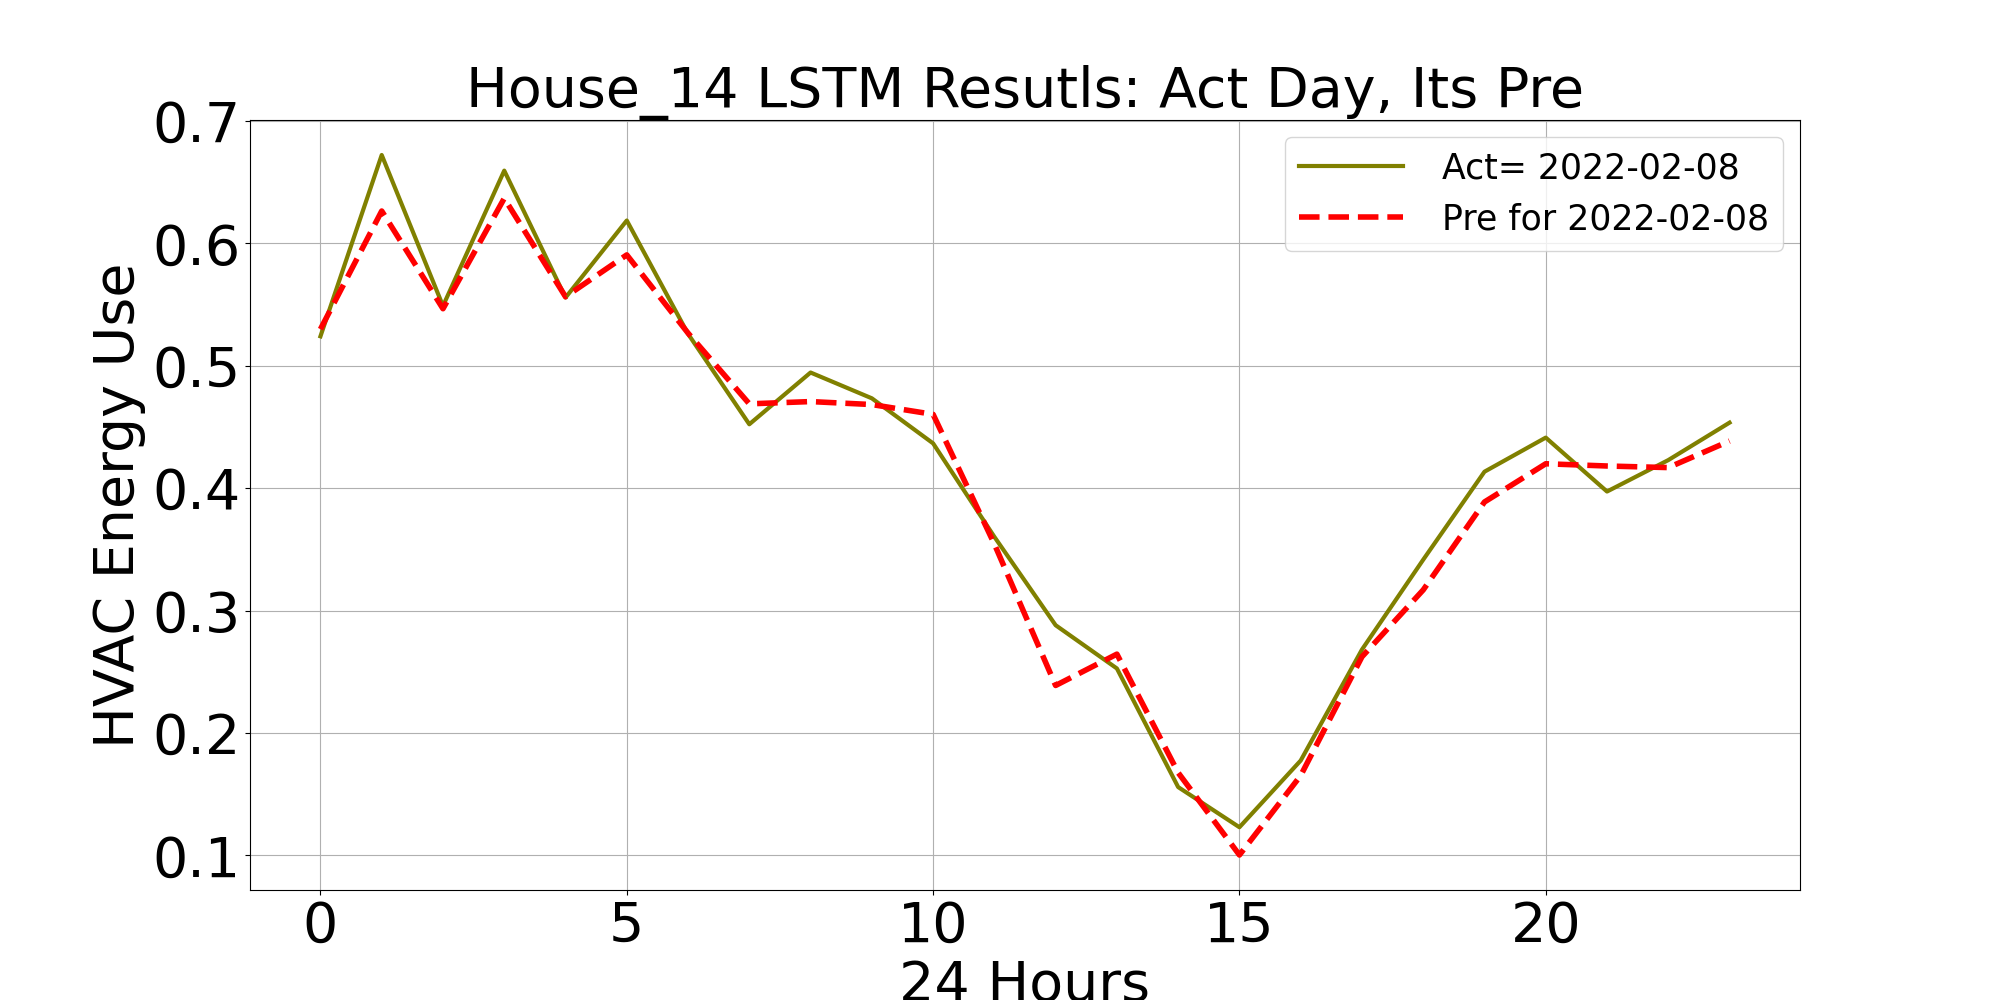 House_14 LSTM Resutls: Act Day, Its Pre
Act= 2022-02-08
Pre for 2022-02-08
HVAC Energy Use
0.7
0.6
0.5
0.4
0.3
0.2
0.1
0 5 10 15 20
24 Hours